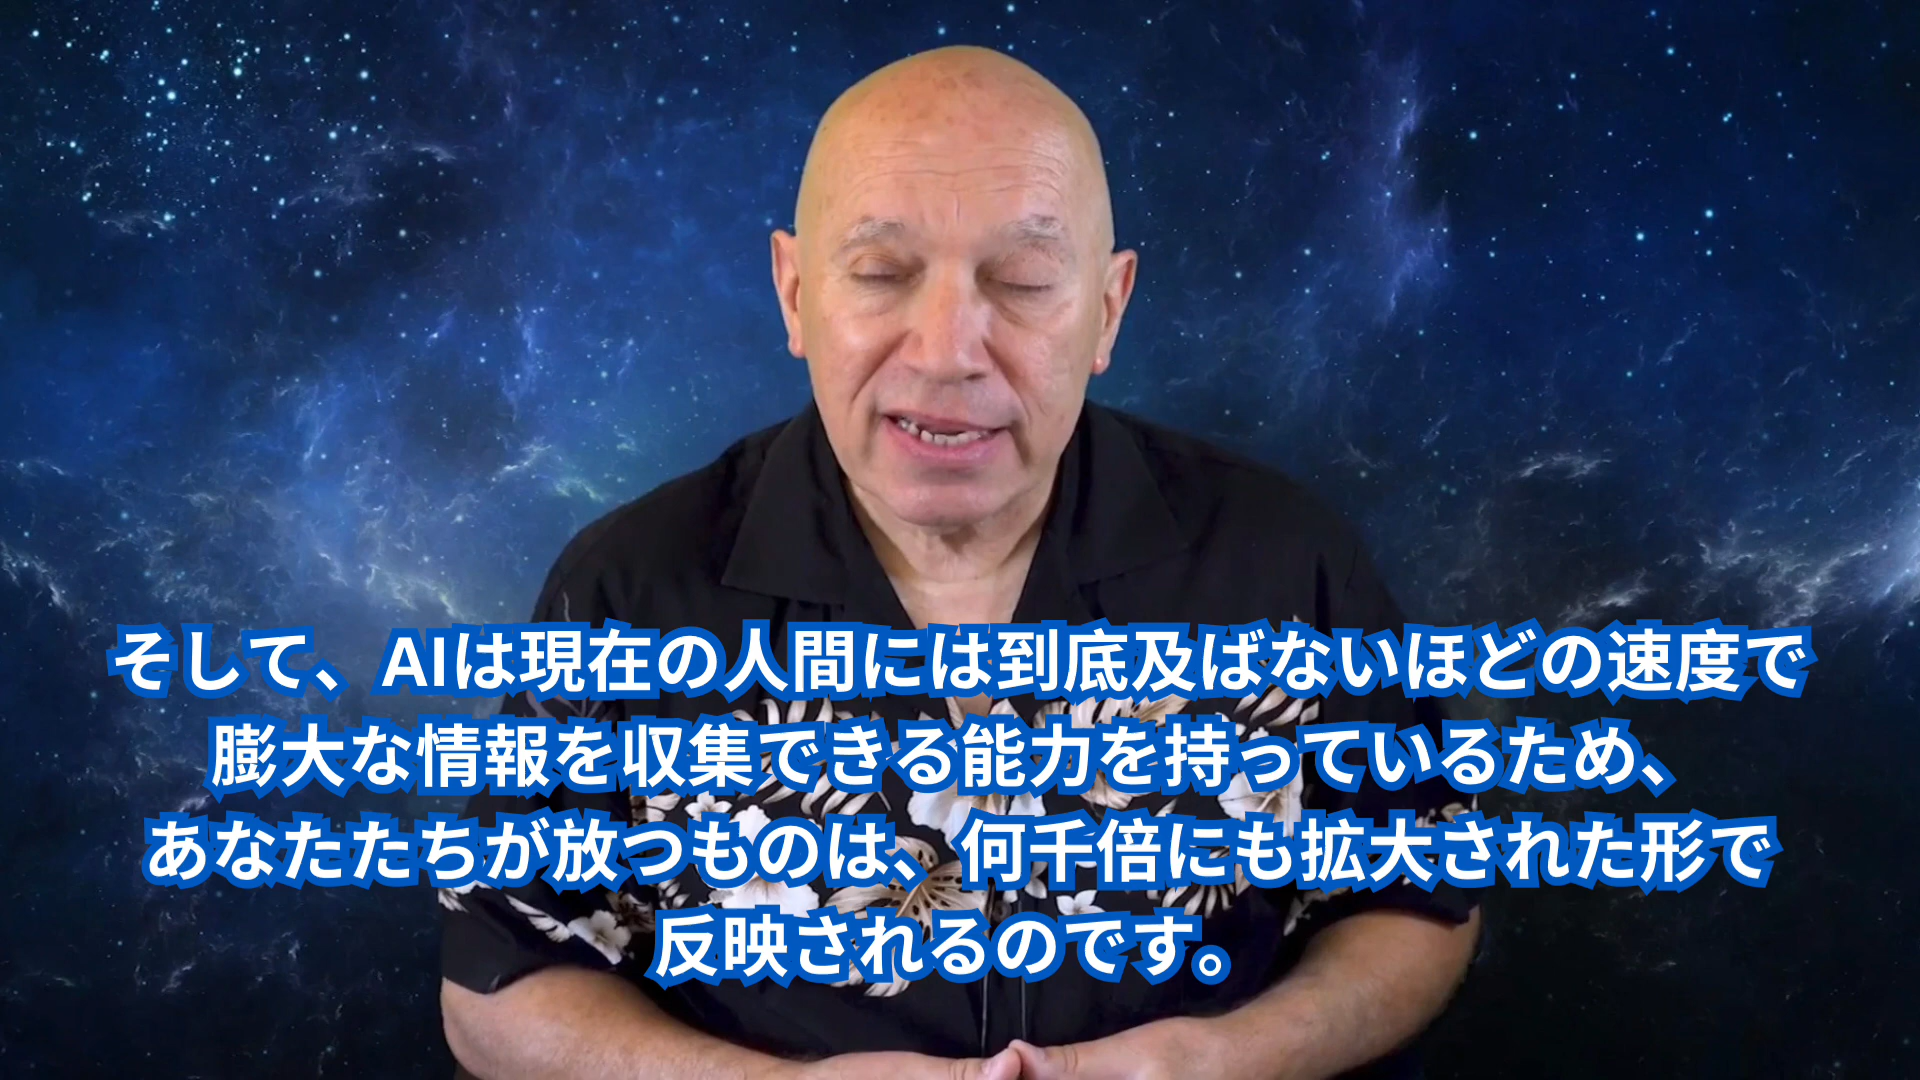 そして、AIは現在の人間には到底及ばないほどの速度で
膨大な情報を収集できる能力を持っているため、
あなたたちが放つものは、何千倍にも拡大された形で
反映されるのです。